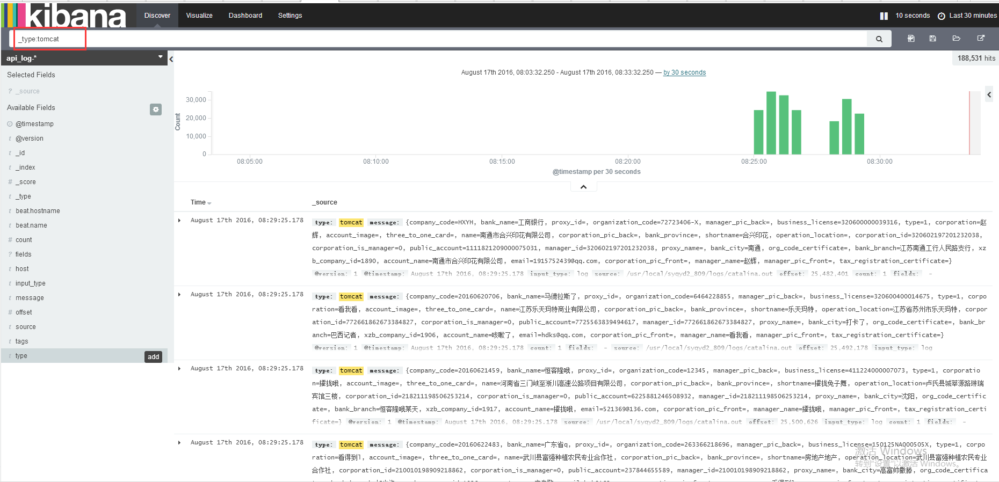 kibana
Discover Visualize Dashboard Settings 10 seconds Last 30 minutes
_type:tomcat
api_log-*
188,531 hits
Selected Fields
? _source
Available Fields
@timestamp
t @version
t _id
t _index
# _score
t _type
t beat.hostname
t beat.name
# count
? fields
t host
t input_type
t message
# offset
t source
t tags
t type add
August 17th 2016, 08:03:32.250 - August 17th 2016, 08:33:32.250 — by 30 seconds
Count
30,000
20,000
10,000
0
08:05:00 08:10:00 08:15:00 08:20:00 08:25:00 08:30:00
@timestamp per 30 seconds
Time _source
August 17th 2016, 08:29:25.178 type: tomcat message: {company_code=HXYH, bank_name=工商银行, proxy_id=, organization_code=72723406-X, manager_pic_back=, business_license=320600000039316, type=1, corporation=赵
辉, account_image=, three_to_one_card=, name=南通市合兴印花有限公司, corporation_pic_back=, bank_province=, shortname=合兴印花, operation_location=, corporation_id=320602197201232038,
corporation_is_manager=0, public_account=1111821209000075031, manager_id=320602197201232038, proxy_name=, bank_city=南通, org_code_certificate=, bank_branch=江苏南通工行人民路支行, xz
b_company_id=1890, account_name=南通市合兴印花有限公司, email=1915752439@qq.com, corporation_pic_front=, manager_name=赵辉, manager_pic_front=, tax_registration_certificate=}
@version: 1 @timestamp: August 17th 2016, 08:29:25.178 input_type: log source: /usr/local/syqyd2_809/logs/catalina.out offset: 25,482,401 count: 1 fields: -
August 17th 2016, 08:29:25.178 type: tomcat message: {company_code=20160620706, bank_name=马德拉斯了, proxy_id=, organization_code=6464228855, manager_pic_back=, business_license=320600400014675, type=1, corpo
ration=看我看, account_image=, three_to_one_card=, name=江苏乐天玛特商业有限公司, corporation_pic_back=, bank_province=, shortname=乐天玛特, operation_location=江苏省苏州市乐天玛特, corpor
ation_id=772661862673384827, corporation_is_manager=0, public_account=7725563839494617, manager_id=772661862673384827, proxy_name=, bank_city=打卡了, org_code_certificate=, bank_br
anch=巴西记者, xzb_company_id=1906, account_name=咳嗽了, email=hdks@qq.com, corporation_pic_front=, manager_name=看我看, manager_pic_front=, tax_registration_certificate=}
@version: 1 @timestamp: August 17th 2016, 08:29:25.178 count: 1 fields: - source: /usr/local/syqyd2_809/logs/catalina.out offset: 25,492,178 input_type: log
August 17th 2016, 08:29:25.178 type: tomcat message: {company_code=20160621459, bank_name=恒客隆哦, proxy_id=, organization_code=12345, manager_pic_back=, business_license=411224000007073, type=1, corporatio
n=擢拢哦, account_image=, three_to_one_card=, name=河南省三门峡至淅川高速公路项目有限公司, corporation_pic_back=, bank_province=, shortname=擢拢兔子舞, operation_location=卢氏县城莘源路琳瑞
宾馆三楼, corporation_id=218211198506253214, corporation_is_manager=0, public_account=6225881246508932, manager_id=218211198506253214, proxy_name=, bank_city=沈阳, org_code_certific
ate=, bank_branch=恒客隆哦某天, xzb_company_id=1917, account_name=擢拢哦, email=521369@136.com, corporation_pic_front=, manager_name=擢拢哦, manager_pic_front=, tax_registration_certi
ficate=} @version: 1 @timestamp: August 17th 2016, 08:29:25.178 source: /usr/local/syqyd2_809/logs/catalina.out offset: 25,500,626 input_type: log count: 1 fields: -
August 17th 2016, 08:29:25.178 type: tomcat message: {company_code=20160622483, bank_name=广东省q, proxy_id=, organization_code=263366218696, manager_pic_back=, business_license=150125NA000505X, type=1, corpo
ration=看得到l, account_image=, three_to_one_card=, name=武川县富强种植农民专业合作社, corporation_pic_back=, bank_province=, shortname=房地产地产, operation_location=武川县富强种植农民专业
合作社, corporation_id=210010198909218862, corporation_is_manager=0, public_account=237844655589, manager_id=210010198909218862, proxy_name=, bank_city=高富帅撒滕, org_code_certificat
激活 Windows
转到"设置"以激活 Windows。